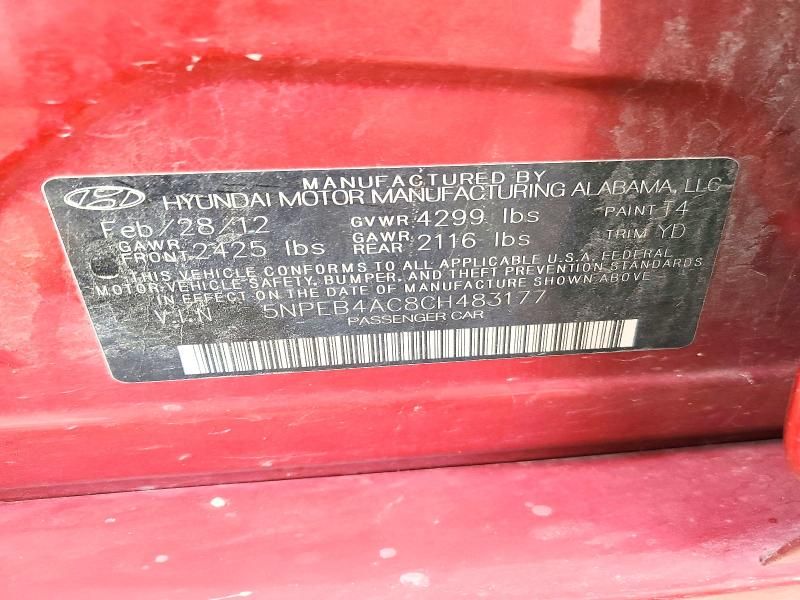 MANUFACTURED BY
HYUNDAI MOTOR MANUFACTURING ALABAMA, LLC
Feb/28/12 GVWR 4299 lbs PAINT T4
GAWR FRONT 2425 lbs GAWR REAR 2116 lbs TRIM YD
THIS VEHICLE CONFORMS TO ALL APPLICABLE U.S.A. FEDERAL
MOTOR VEHICLE SAFETY, BUMPER, AND THEFT PREVENTION STANDARDS
IN EFFECT ON THE DATE OF MANUFACTURE SHOWN ABOVE
V.I.N 5NPEB4AC8CH483177
PASSENGER CAR